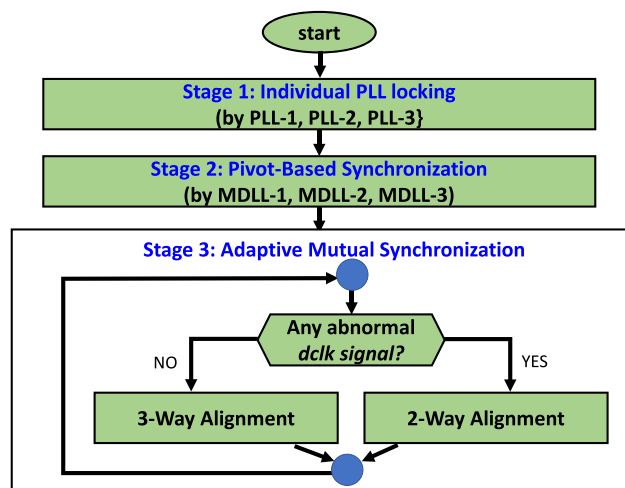 start
Stage 1: Individual PLL locking
(by PLL-1, PLL-2, PLL-3}
Stage 2: Pivot-Based Synchronization
(by MDLL-1, MDLL-2, MDLL-3)
Stage 3: Adaptive Mutual Synchronization
Any abnormal
dclk signal?
NO
YES
3-Way Alignment
2-Way Alignment